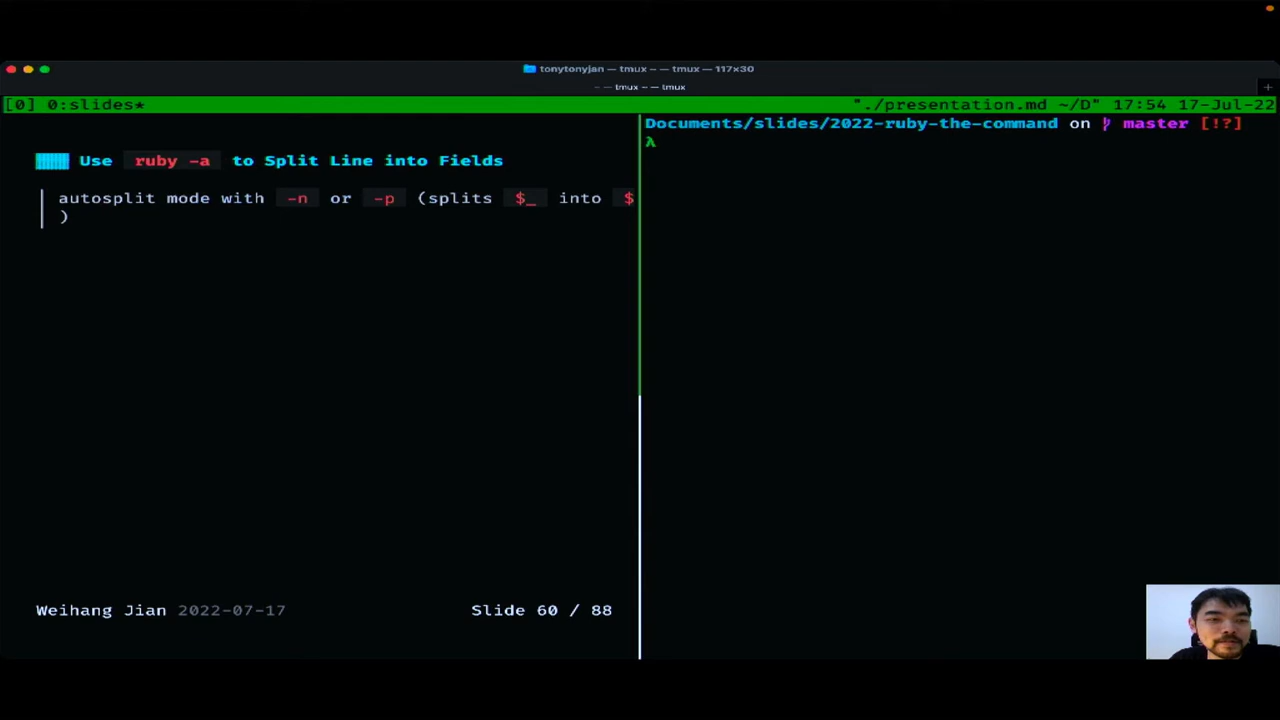 tonytonyjan — tmux - — tmux — 117×30
- — tmux - — tmux
+
[0] 0:slides* "./presentation.md ~/D" 17:54 17-Jul-22
Use ruby -a to Split Line into Fields
autosplit mode with -n or -p (splits $_ into $
)
Weihang Jian 2022-07-17
Slide 60 / 88
Documents/slides/2022-ruby-the-command on master [!?]
λ